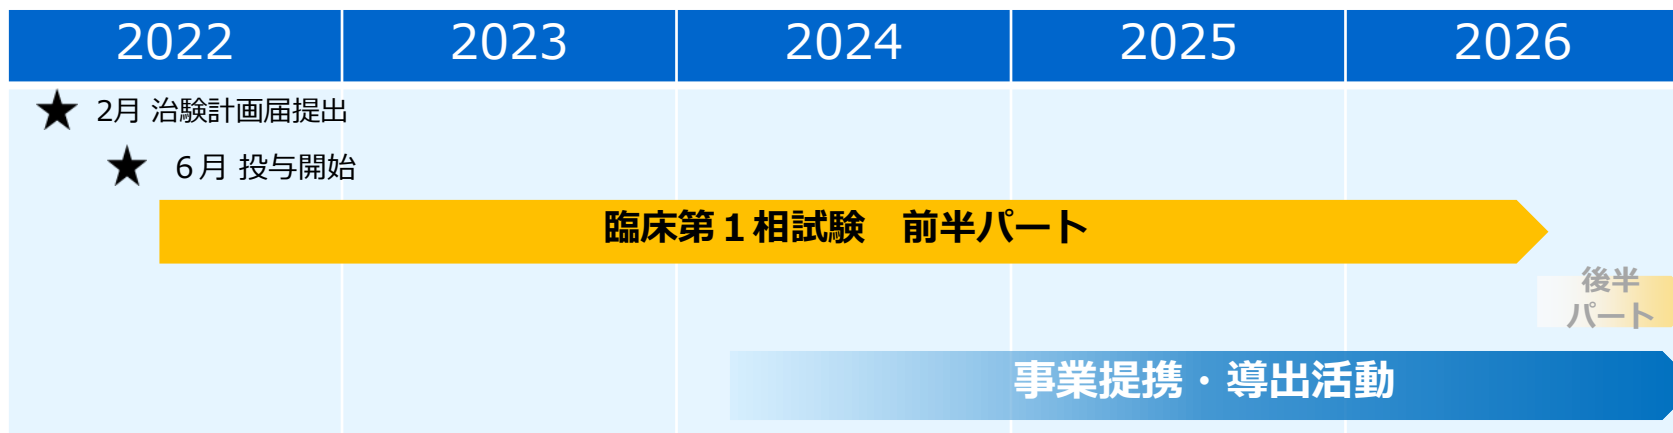 2022 2023 2024 2025 2026
2月 治験計画届提出
６月 投与開始
臨床第１相試験　前半パート
後半
パート
事業提携・導出活動